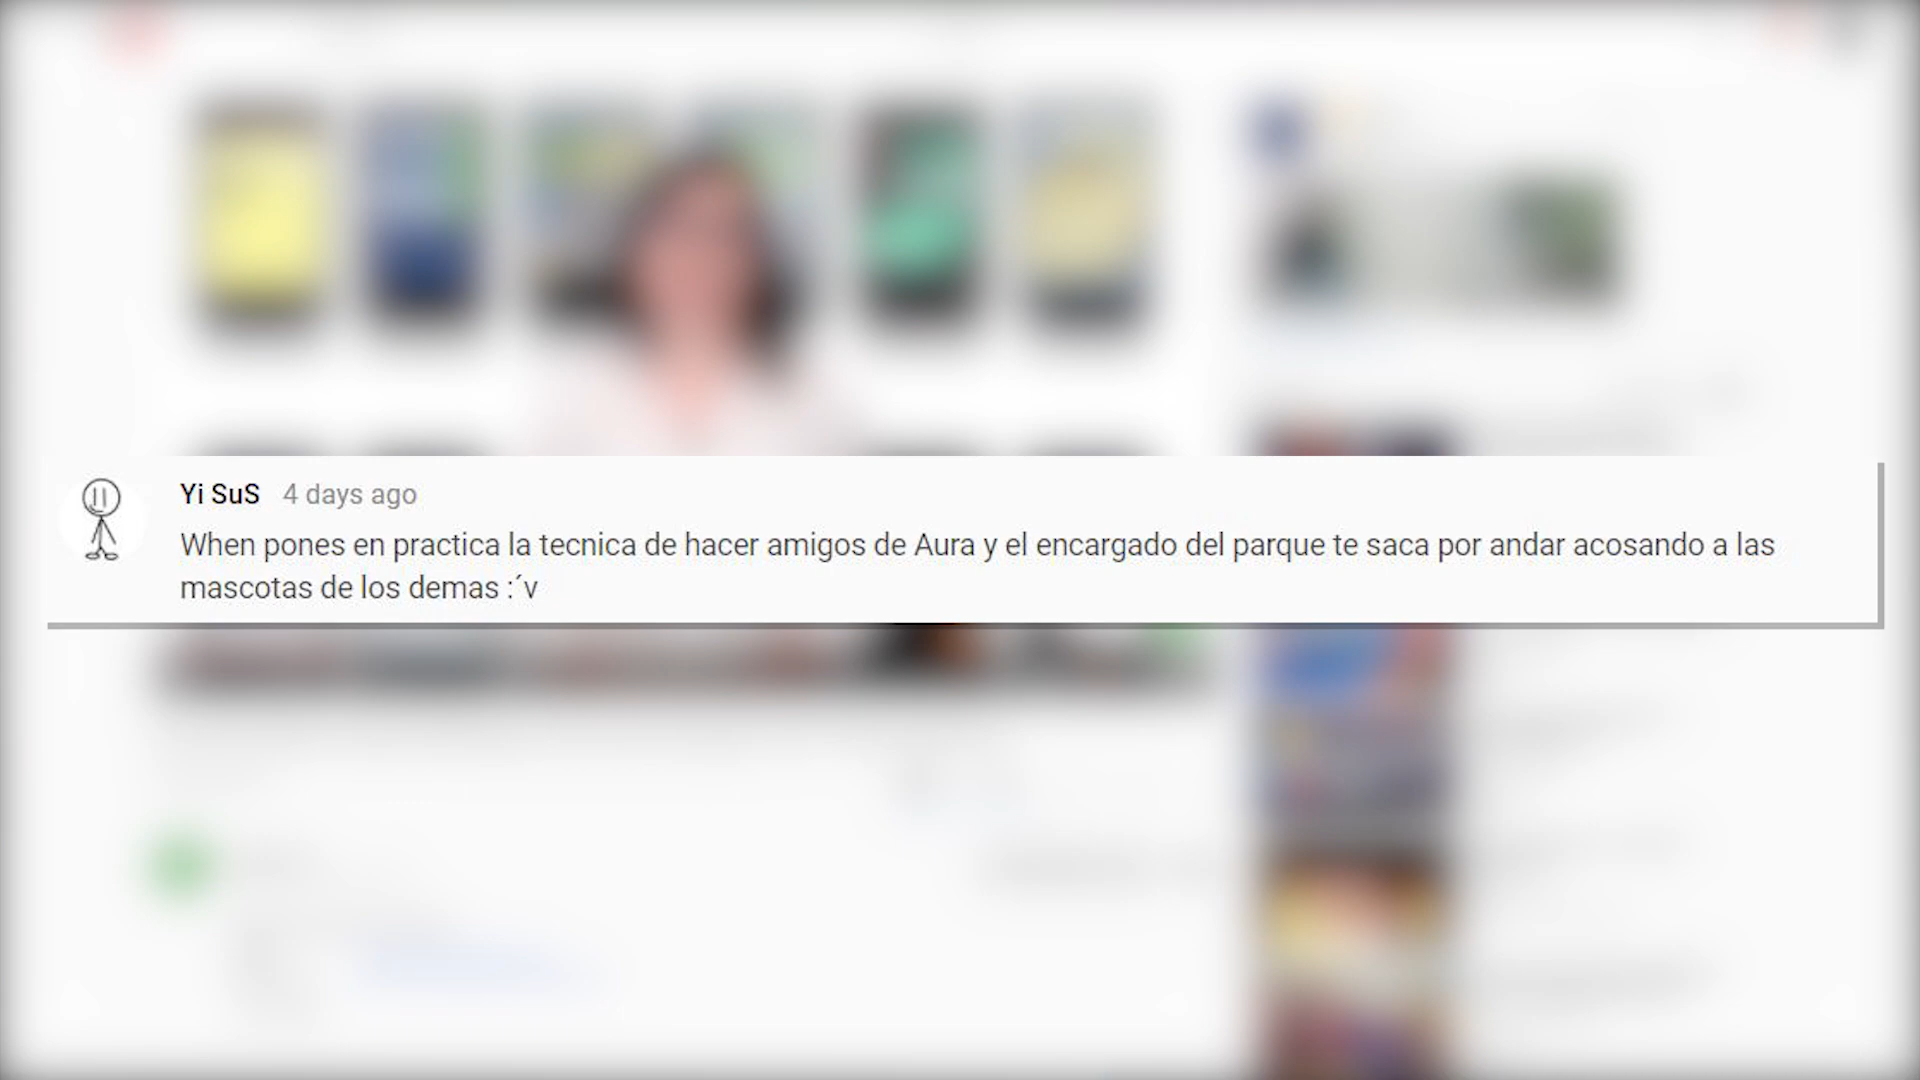 Yi SuS 4 days ago
When pones en practica la tecnica de hacer amigos de Aura y el encargado del parque te saca por andar acosando a las
mascotas de los demas :´v